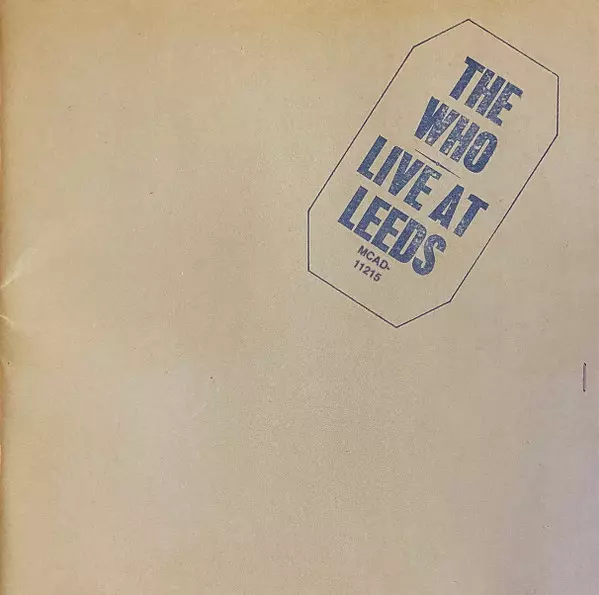 THE
WHO
LIVE AT
LEEDS
MCAD-
11215